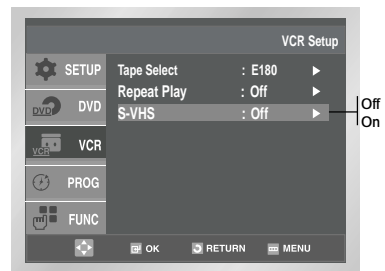 VCR Setup
SETUP
DVD DVD
VCR VCR
PROG
FUNC
Tape Select : E180
Repeat Play : Off
S-VHS : Off
Off
On
OK RETURN MENU